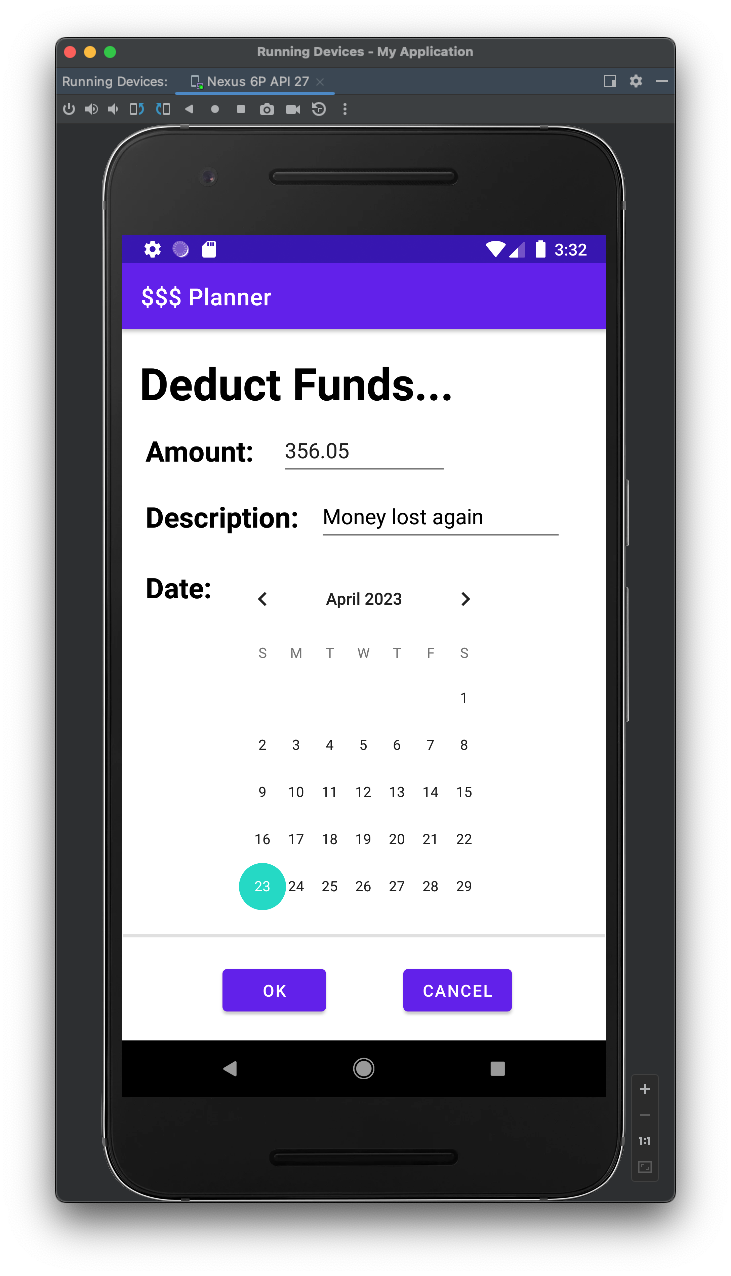 Running Devices - My Application
Running Devices: Nexus 6P API 27
3:32
$$$ Planner
Deduct Funds...
Amount: 356.05
Description: Money lost again
Date: April 2023
S M T W T F S
1
2 3 4 5 6 7 8
9 10 11 12 13 14 15
16 17 18 19 20 21 22
23 24 25 26 27 28 29
OK CANCEL
1:1